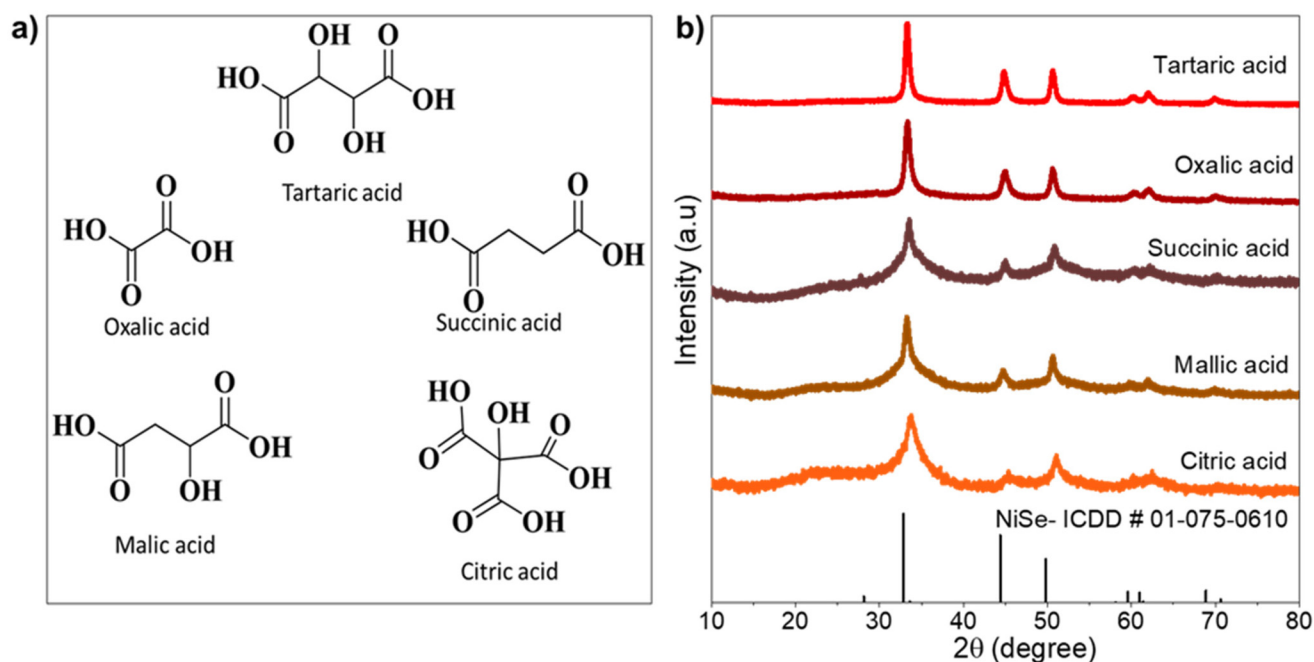 a)
OH
O
HO
OH
O
OH
Tartaric acid
O
HO
OH
O
Oxalic acid
O
HO
OH
O
Succinic acid
O
HO
OH
O
OH
Malic acid
HO
O
OH
O
OH
O
OH
Citric acid
b)
Intensity (a.u)
Tartaric acid
Oxalic acid
Succinic acid
Mallic acid
Citric acid
NiSe- ICDD # 01-075-0610
10 20 30 40 50 60 70 80
2θ (degree)